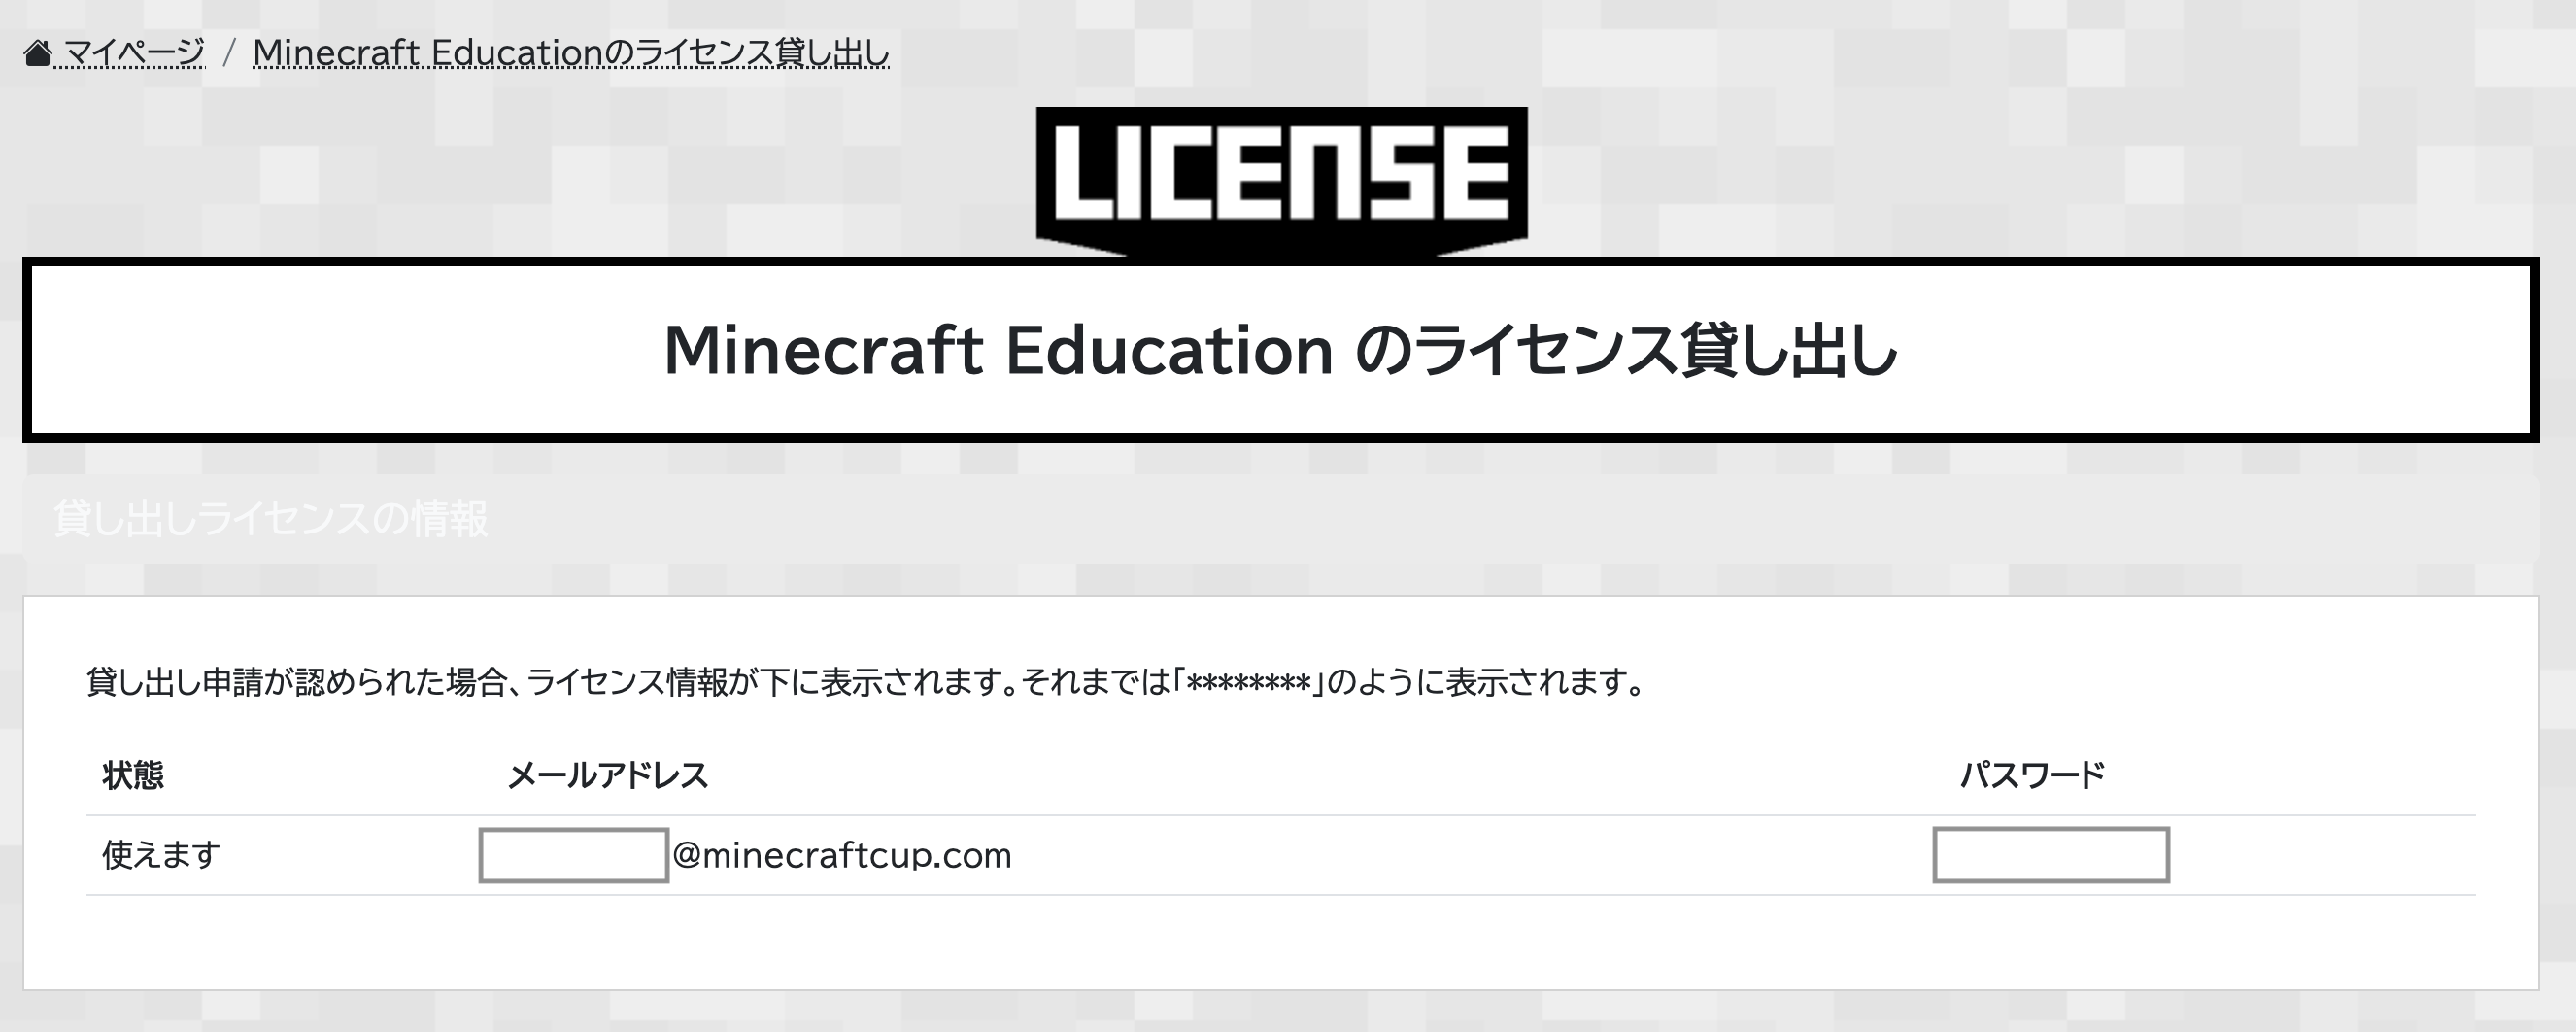 マイページ / Minecraft Educationのライセンス貸し出し
LICENSE
Minecraft Education のライセンス貸し出し
貸し出しライセンスの情報
貸し出し申請が認められた場合、ライセンス情報が下に表示されます。それまでは「********」のように表示されます。
状態 メールアドレス パスワード
使えます @minecraftcup.com